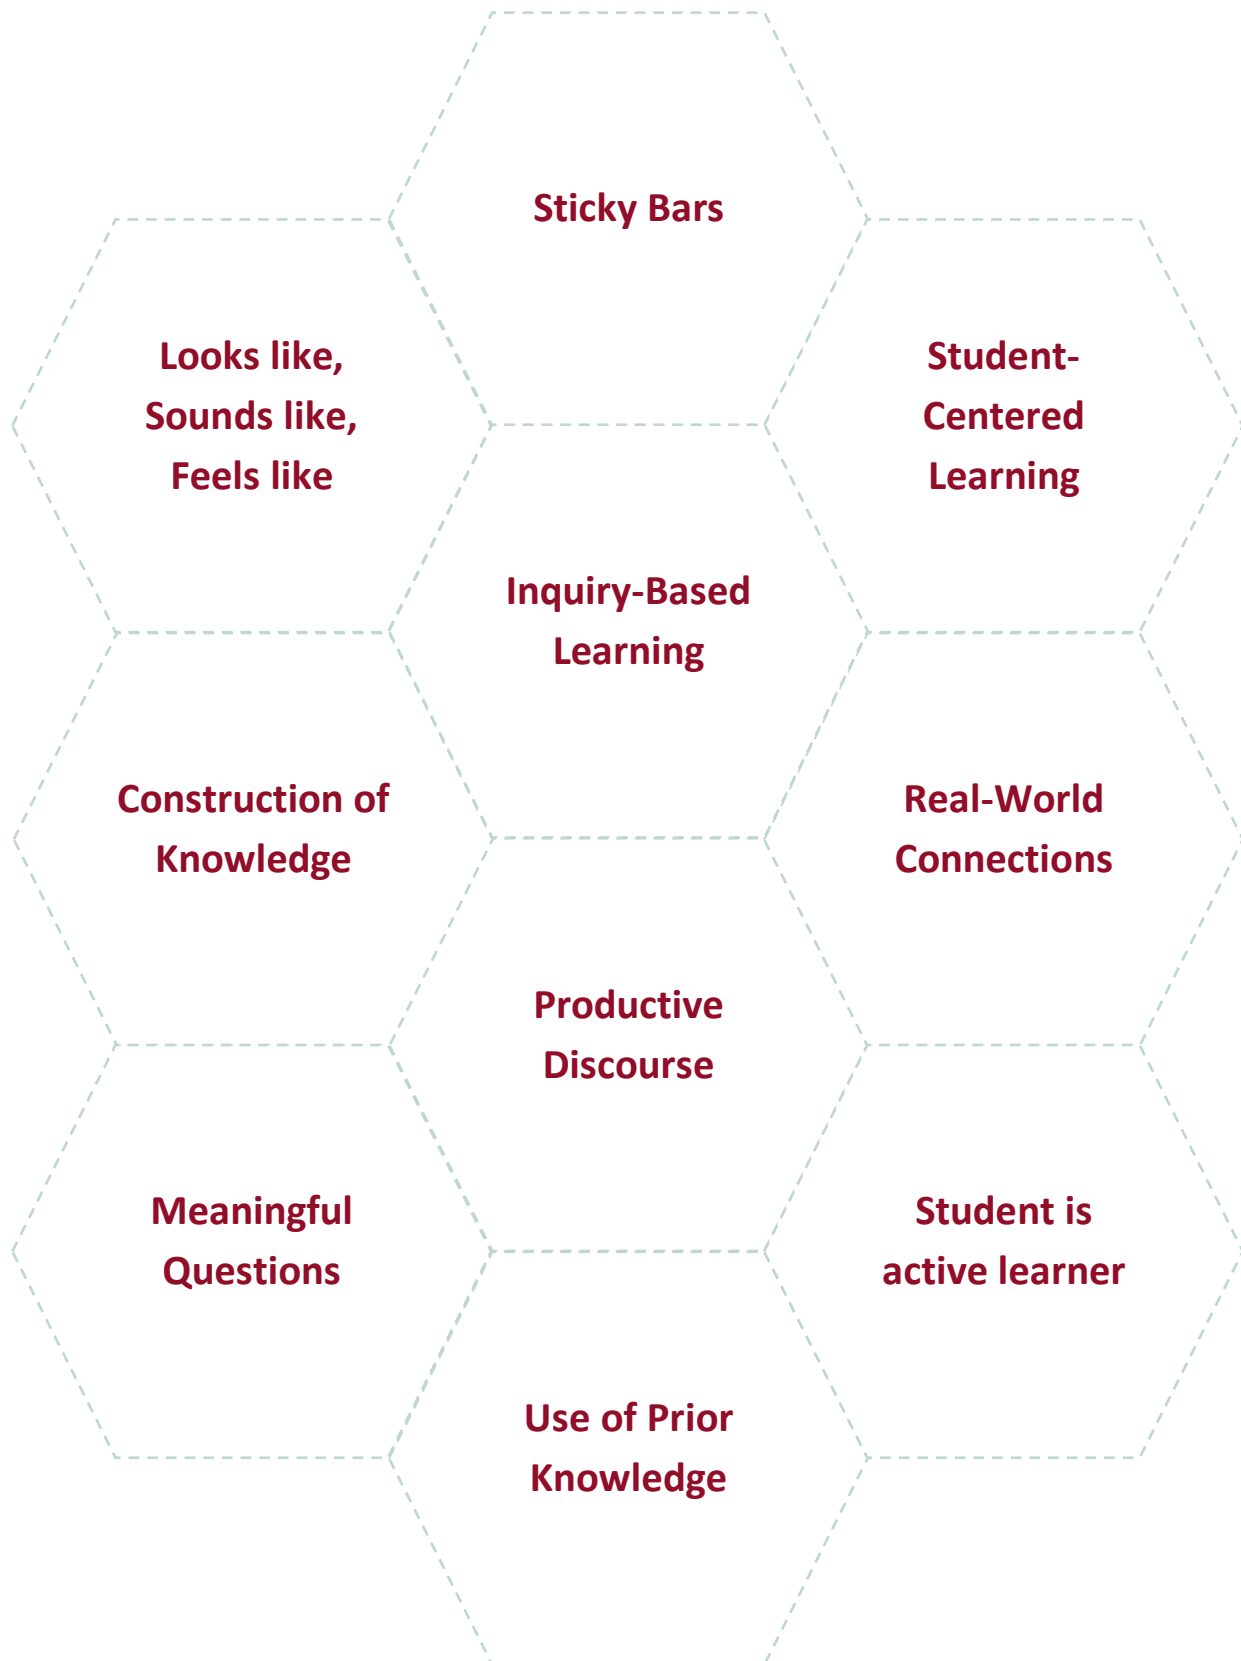 Sticky Bars
Looks like,
Sounds like,
Feels like
Student-
Centered
Learning
Inquiry-Based
Learning
Construction of
Knowledge
Real-World
Connections
Productive
Discourse
Meaningful
Questions
Student is
active learner
Use of Prior
Knowledge